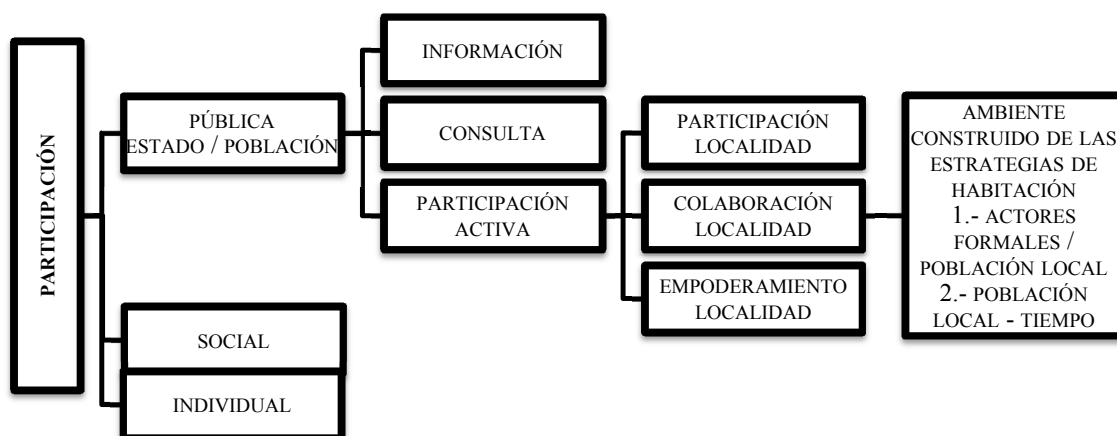 PARTICIPACIÓN
PÚBLICA
ESTADO / POBLACIÓN
SOCIAL
INDIVIDUAL
INFORMACIÓN
CONSULTA
PARTICIPACIÓN
ACTIVA
PARTICIPACIÓN
LOCALIDAD
COLABORACIÓN
LOCALIDAD
EMPODERAMIENTO
LOCALIDAD
AMBIENTE
CONSTRUIDO DE LAS
ESTRATEGIAS DE
HABITACIÓN
1.- ACTORES
FORMALES /
POBLACIÓN LOCAL
2.- POBLACIÓN
LOCAL - TIEMPO